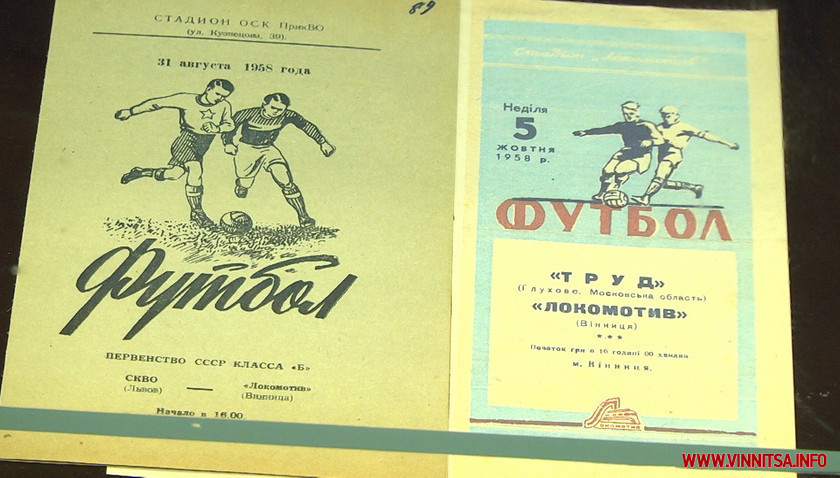 89
СТАДИОН ОСК ПрикВО
(ул. Кузнецова, 39).
31 августа 1958 года
Футбол
ПЕРВЕНСТВО СССР КЛАССА «Б»
СКВО — «Локомотив»
(Львов) (Винница)
Начало в 16.00
Стадион „Локомотив"
Неділя
5
ЖОВТНЯ
1958 р.
ФУТБОЛ
«ТРУД»
(Глухово, Московська область)
«ЛОКОМОТИВ»
(Вінниця)
* * *
Початок гри о 16 годині 00 хвилин
м. Вінниця.
ЛОКОМОТИВ
WWW.VINNITSA.INFO